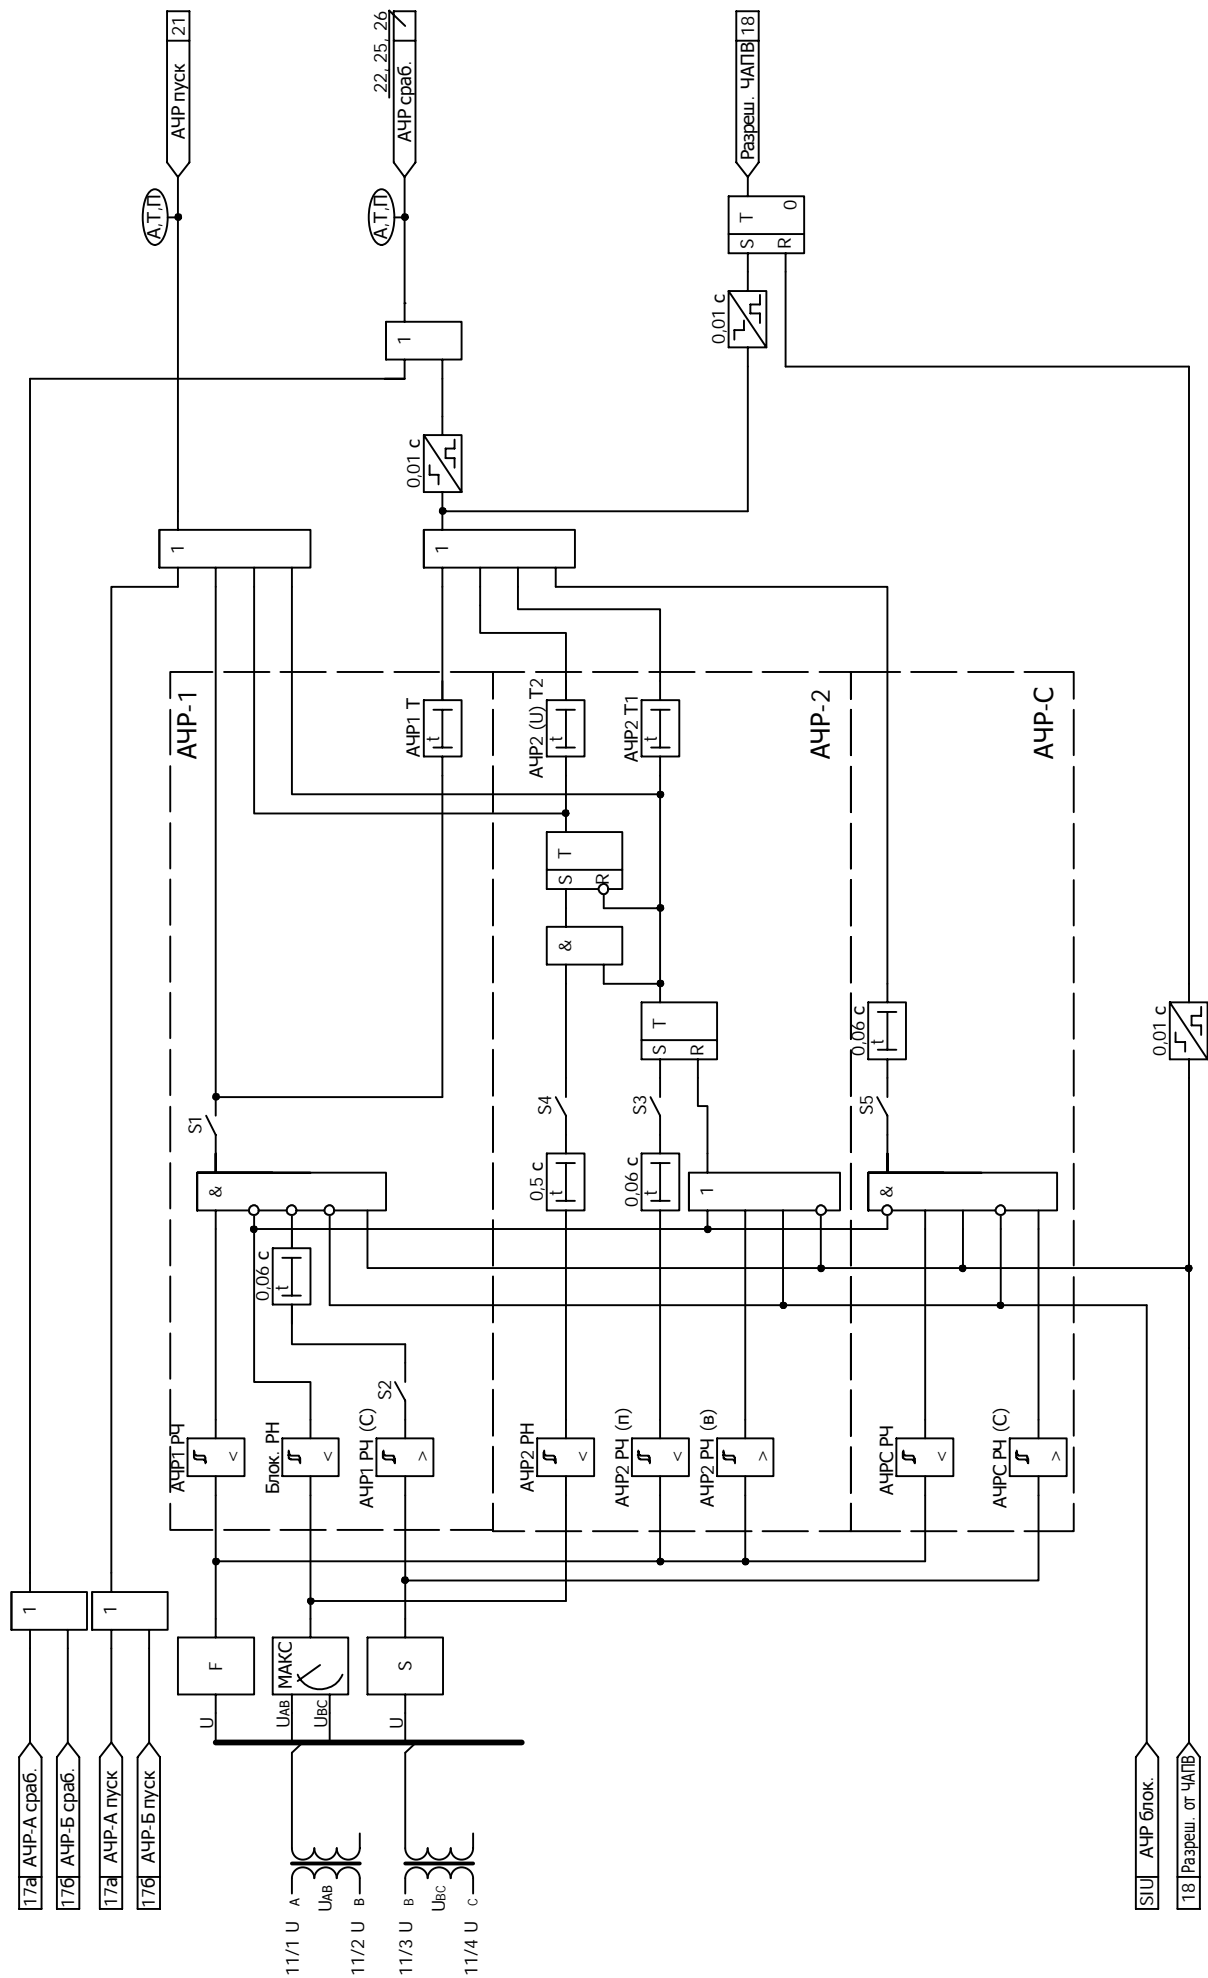 17а АЧР-А сраб.
17б АЧР-Б сраб.
17а АЧР-А пуск
17б АЧР-Б пуск
1
1
11/1 U A
UAB
11/2 U B
11/3 U B
UBC
11/4 U C
U
F
UAB
UBC
МАКС
U
S
SIU АЧР блок.
18 Разреш. от ЧАПВ
АЧР-1
АЧР1 РЧ
<
Блок. РН
<
АЧР1 РЧ (С)
>
S2
0,06 с
t
&
S1
АЧР1 Т
t
АЧР-2
АЧР2 РН
<
0,5 с
t
S4
&
S T
R
АЧР2 (U) Т2
t
АЧР2 РЧ (п)
<
0,06 с
t
S3
S T
R
АЧР2 Т1
t
АЧР2 РЧ (в)
>
1
АЧР-С
АЧРС РЧ
<
АЧРС РЧ (С)
>
&
S5
0,06 с
t
1
1
0,01 с
1
0,01 с
0,01 с
S T
R 0
А,Т,П
АЧР пуск 21
А,Т,П
АЧР сраб.
22, 25, 26
Разреш. ЧАПВ 18